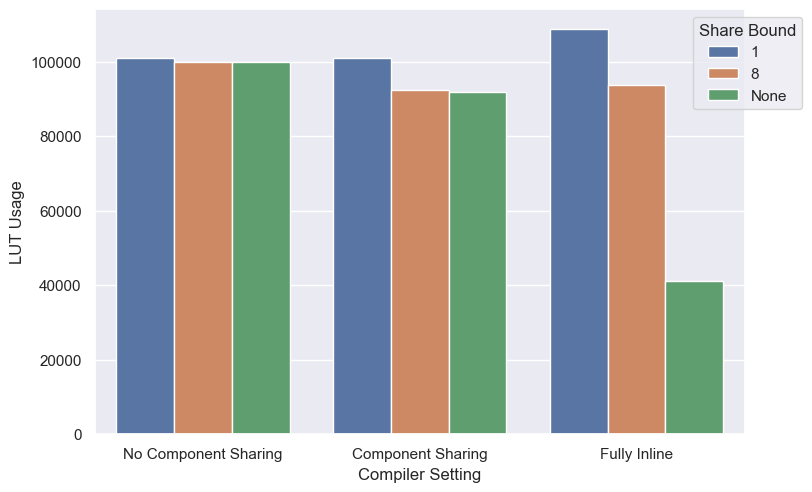 Share Bound
1
8
None
LUT Usage
100000
80000
60000
40000
20000
0
No Component Sharing
Component Sharing
Fully Inline
Compiler Setting